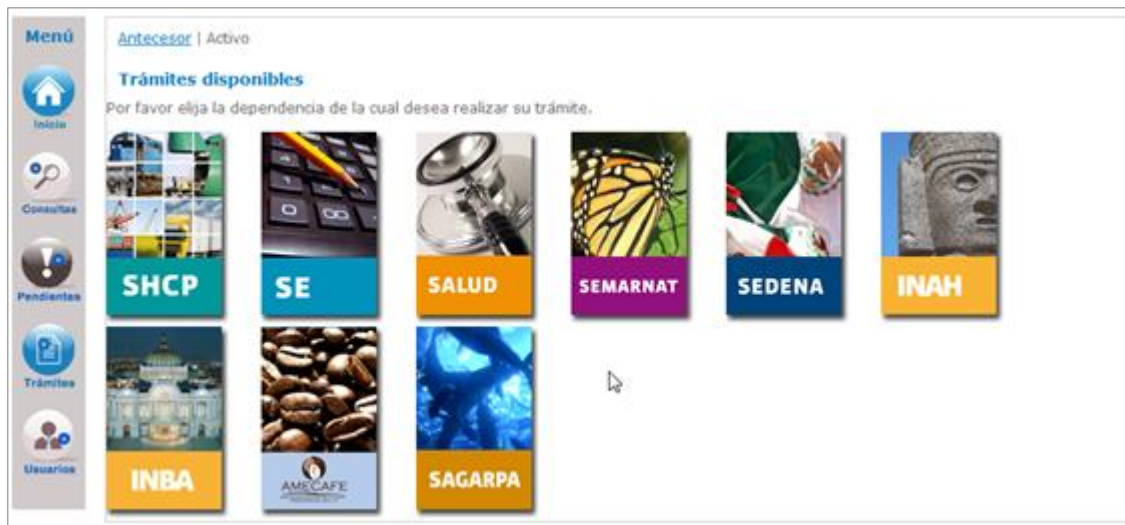 Menú
Inicio
Consultas
Pendientes
Trámites
Usuarios
Antecesor | Activo
Trámites disponibles
Por favor elija la dependencia de la cual desea realizar su trámite.
SHCP
SE
SALUD
SEMARNAT
SEDENA
INAH
INBA
AMECAFE
SAGARPA